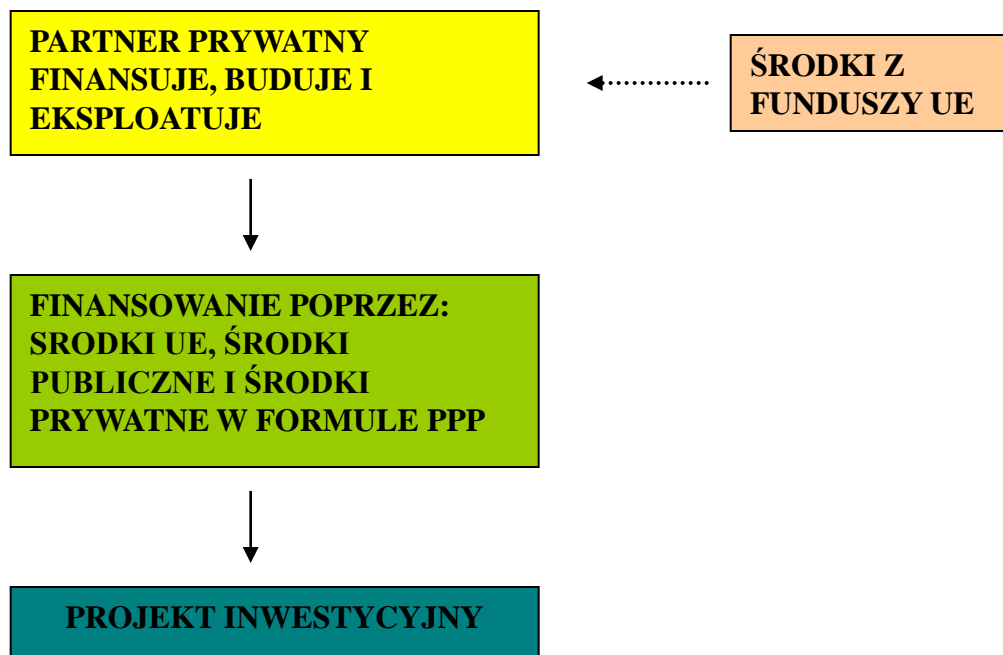 PARTNER PRYWATNY
FINANSUJE, BUDUJE I
EKSPLOATUJE
ŚRODKI Z
FUNDUSZY UE
FINANSOWANIE POPRZEZ:
SRODKI UE, ŚRODKI
PUBLICZNE I ŚRODKI
PRYWATNE W FORMULE PPP
PROJEKT INWESTYCYJNY